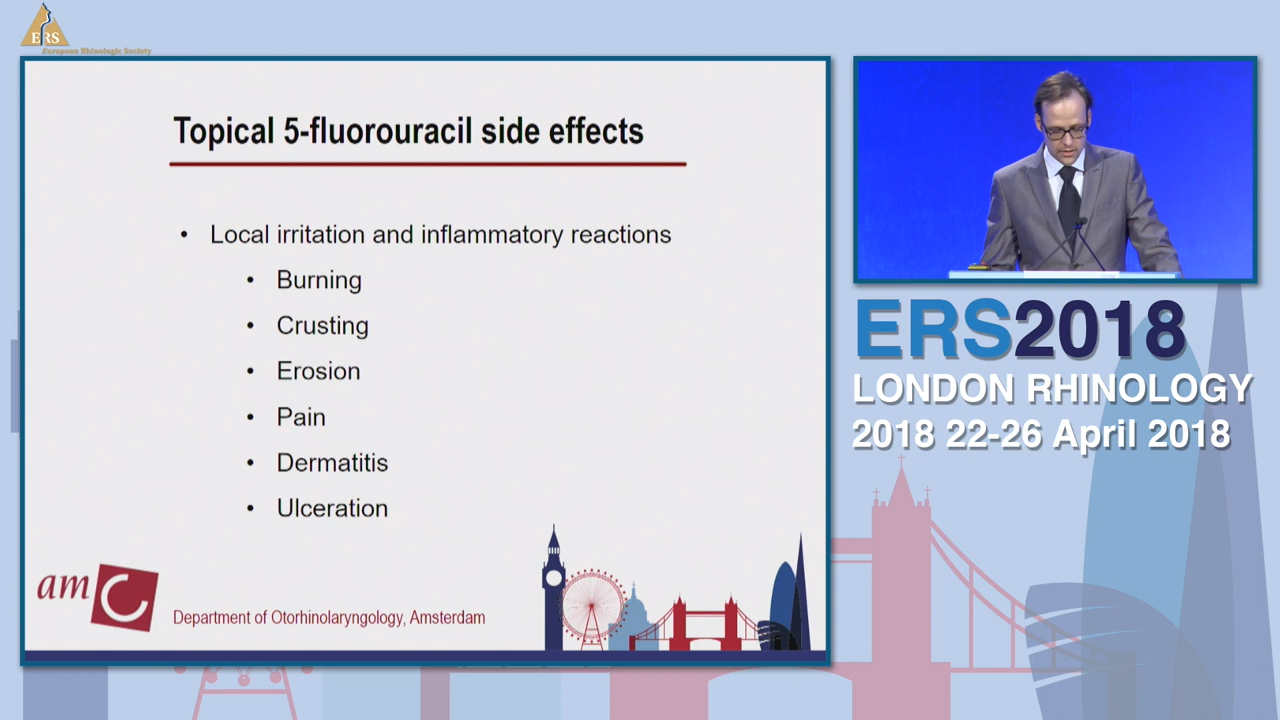 ERS
European Rhinologic Society
Topical 5-fluorouracil side effects
• Local irritation and inflammatory reactions
• Burning
• Crusting
• Erosion
• Pain
• Dermatitis
• Ulceration
amc
Department of Otorhinolaryngology, Amsterdam
ERS2018
LONDON RHINOLOGY
2018 22-26 April 2018